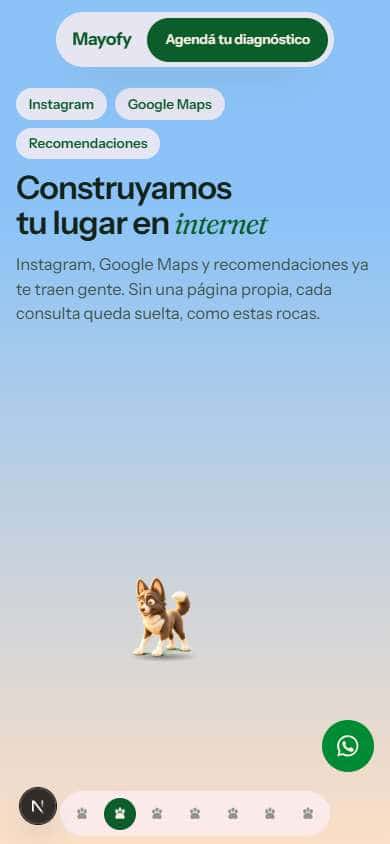 Mayofy
Agendá tu diagnóstico
Instagram
Google Maps
Recomendaciones
Construyamos
tu lugar en internet
Instagram, Google Maps y recomendaciones ya
te traen gente. Sin una página propia, cada
consulta queda suelta, como estas rocas.
N